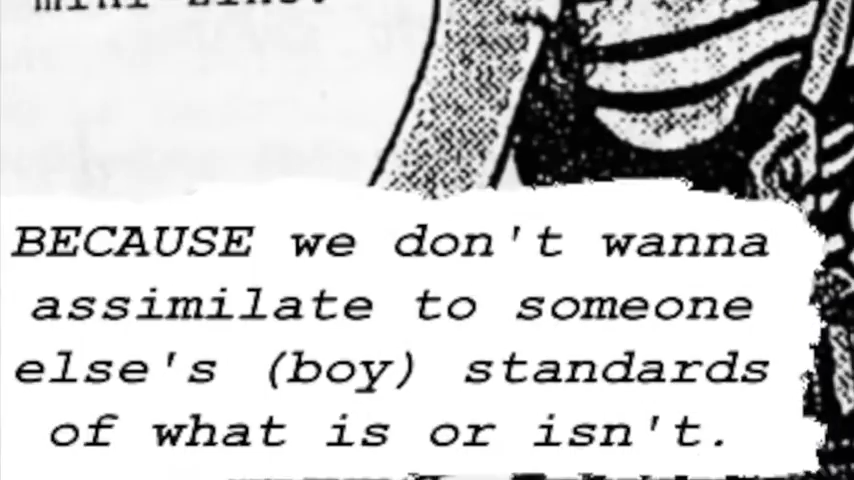 BECAUSE we don't wanna
assimilate to someone
else's (boy) standards
of what is or isn't.